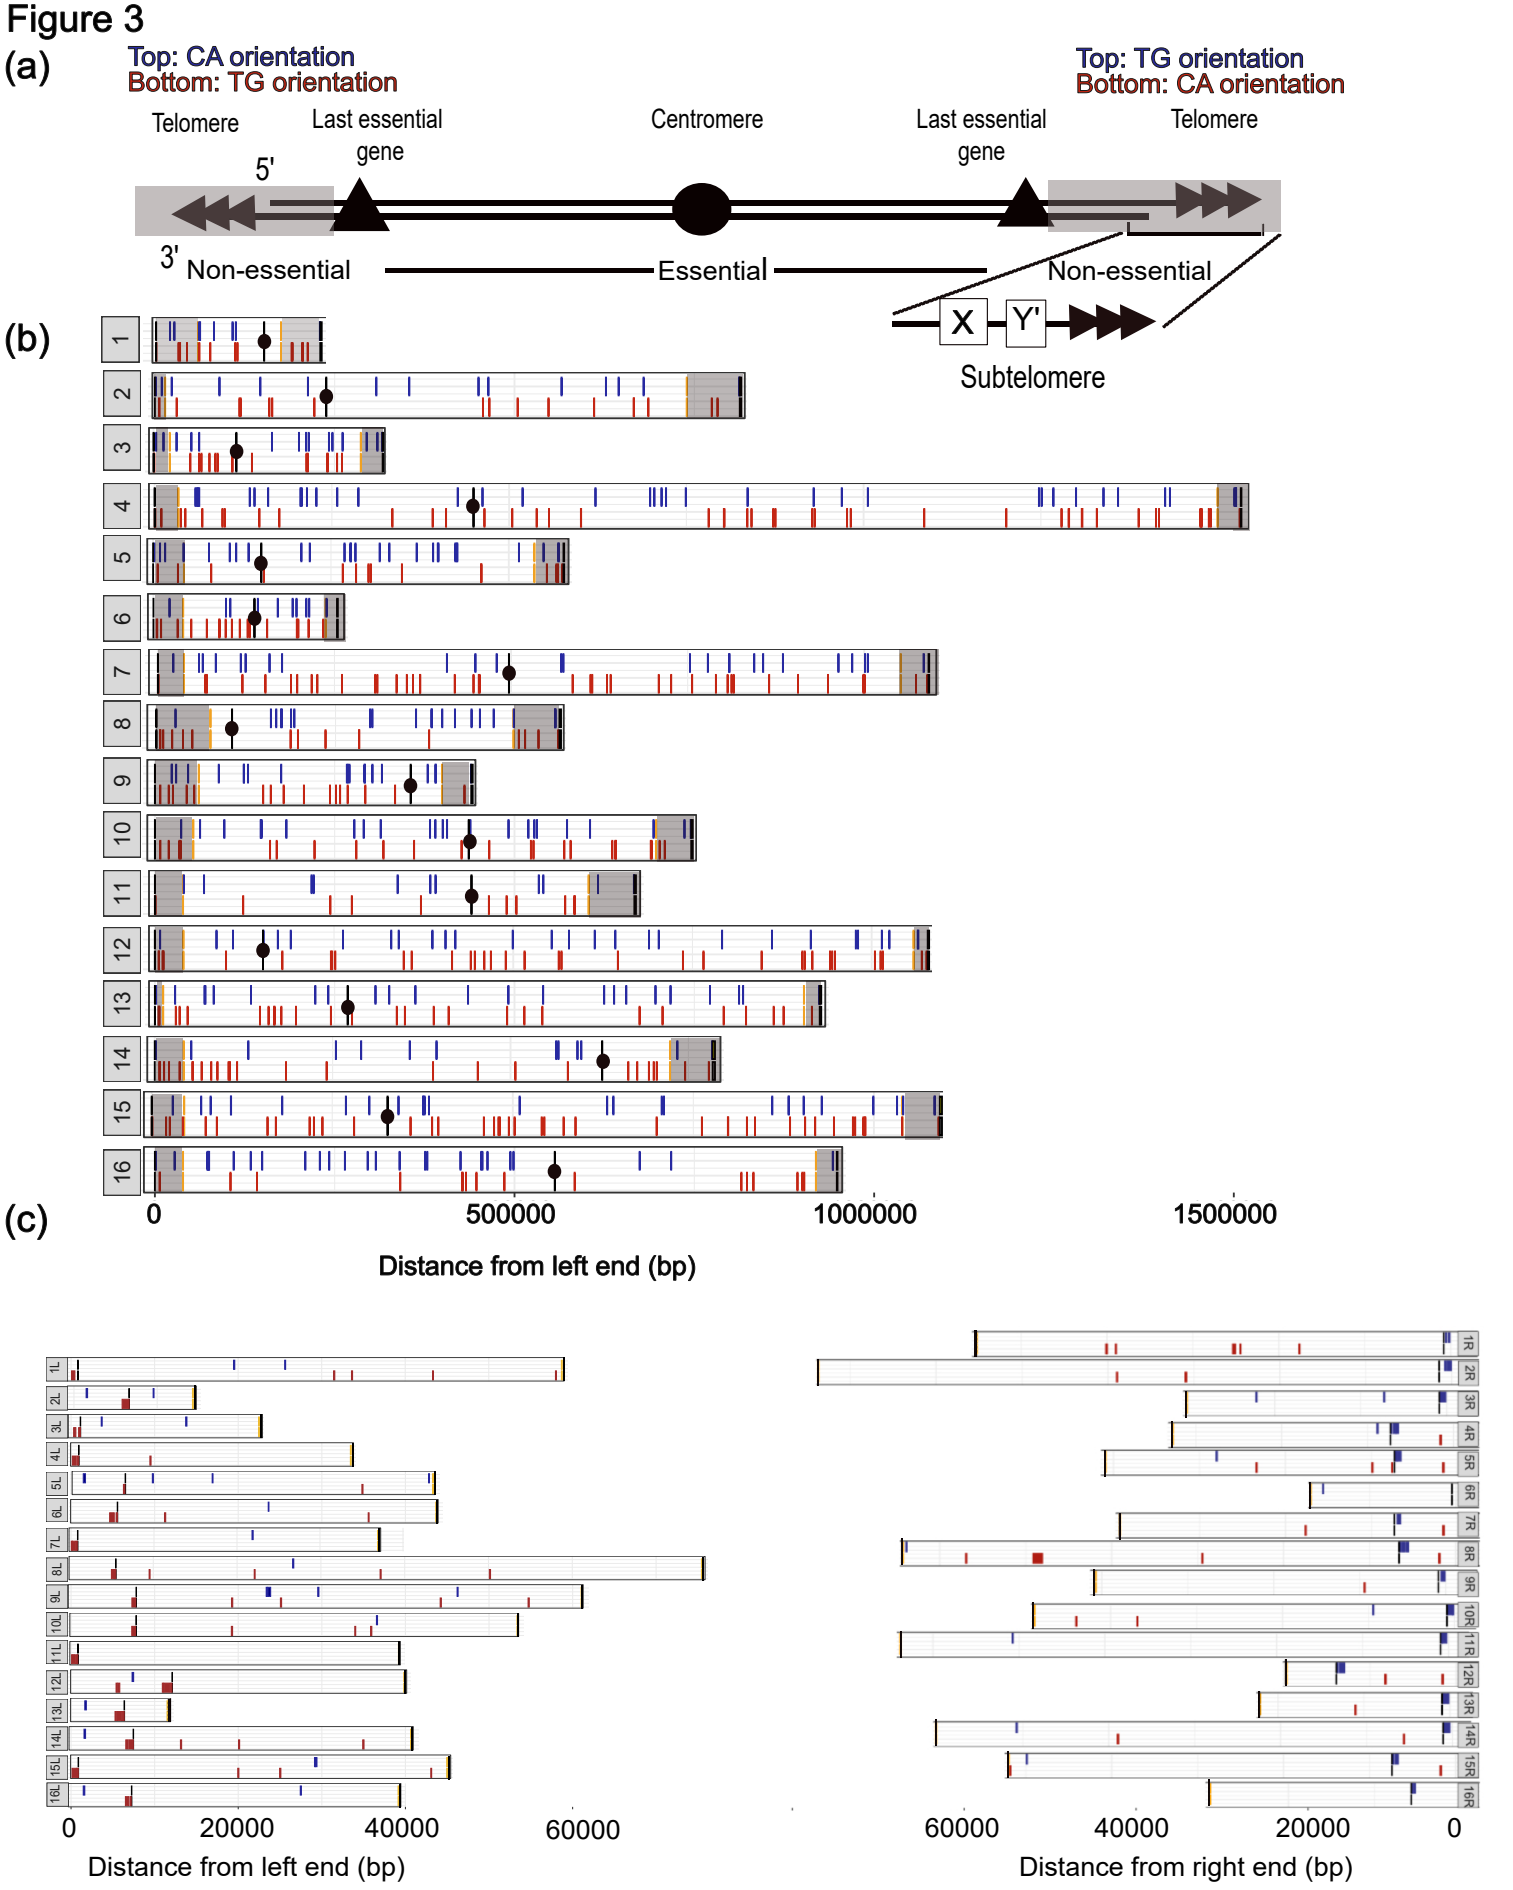 Figure 3
(a)
Top: CA orientation
Bottom: TG orientation
Top: TG orientation
Bottom: CA orientation
Telomere
Last essential
gene
Centromere
Last essential
gene
Telomere
5'
3'
Non-essential
Essential
Non-essential
X
Y'
Subtelomere
(b)
1
2
3
4
5
6
7
8
9
10
11
12
13
14
15
16
0
500000
1000000
1500000
Distance from left end (bp)
(c)
1L
2L
3L
4L
5L
6L
7L
8L
9L
10L
11L
12L
13L
14L
15L
16L
0
20000
40000
60000
Distance from left end (bp)
1R
2R
3R
4R
5R
6R
7R
8R
9R
10R
11R
12R
13R
14R
15R
16R
60000
40000
20000
0
Distance from right end (bp)